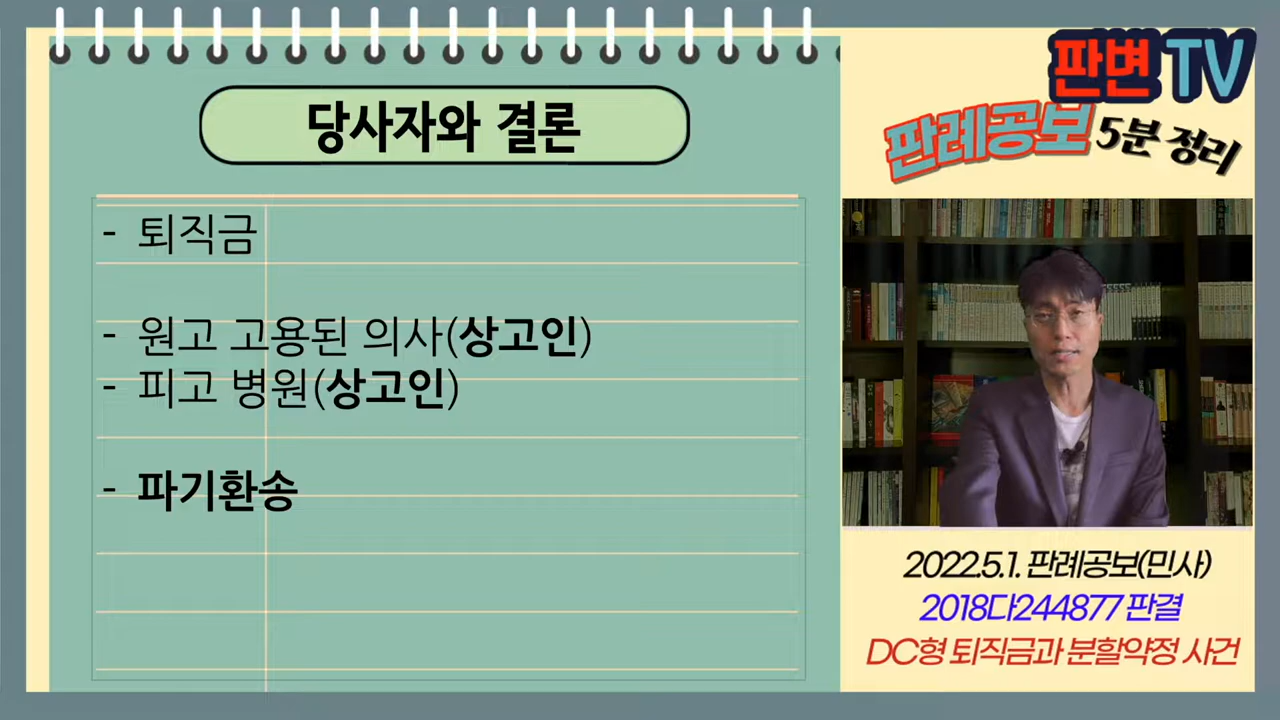 당사자와 결론
- 퇴직금
- 원고 고용된 의사(상고인)
- 피고 병원(상고인)
- 파기환송
판변 TV
판례공보 5분 정리
2022.5.1. 판례공보(민사)
2018다244877 판결
DC형 퇴직금과 분할약정 사건